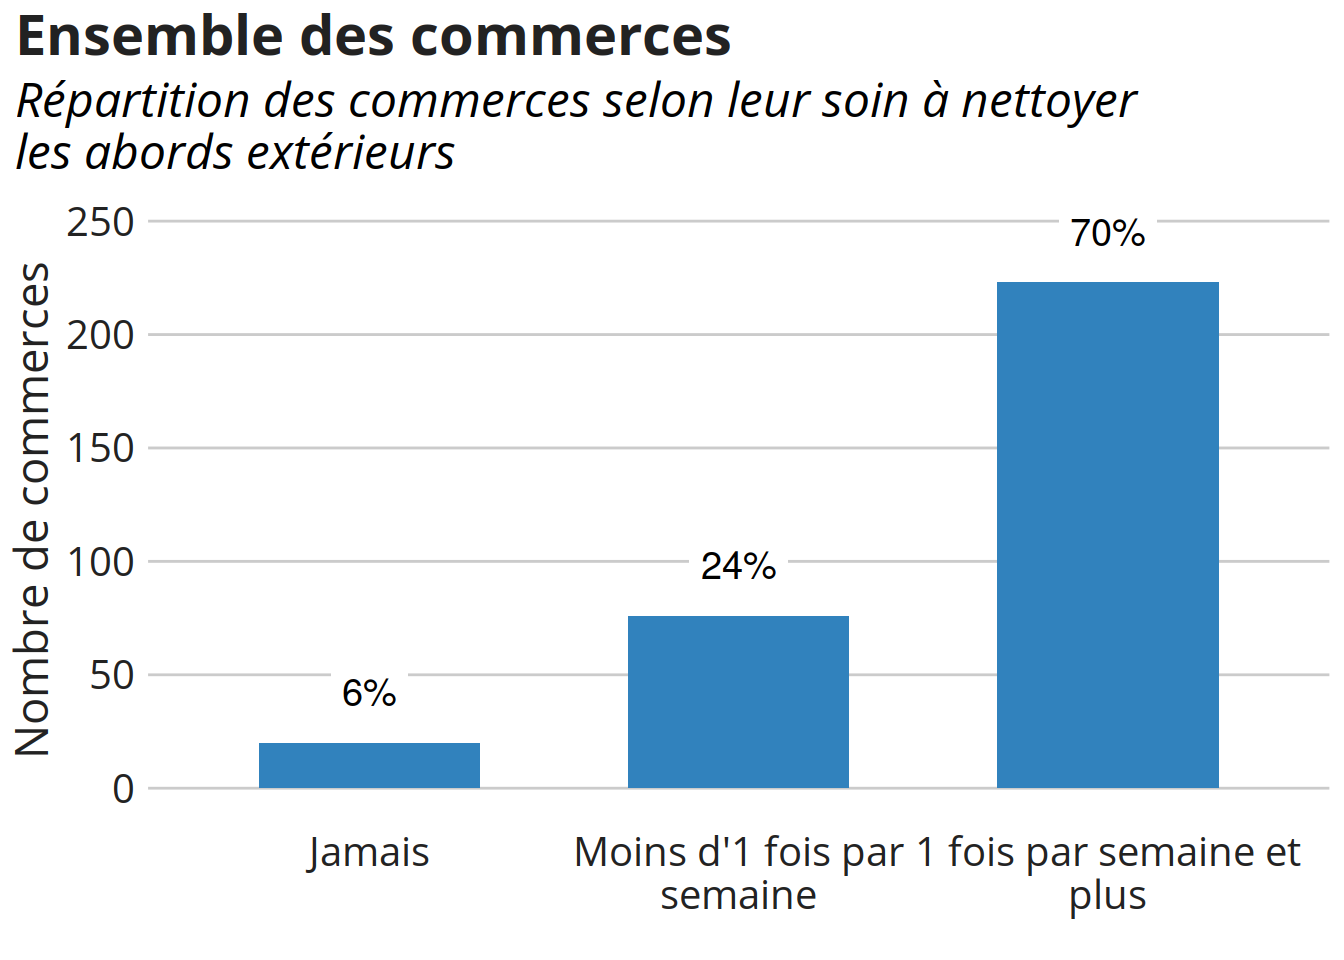 Ensemble des commerces
Répartition des commerces selon leur soin à nettoyer
les abords extérieurs
Nombre de commerces
250
200
150
100
50
0
6%
24%
70%
Jamais
Moins d'1 fois par
semaine
1 fois par semaine et
plus